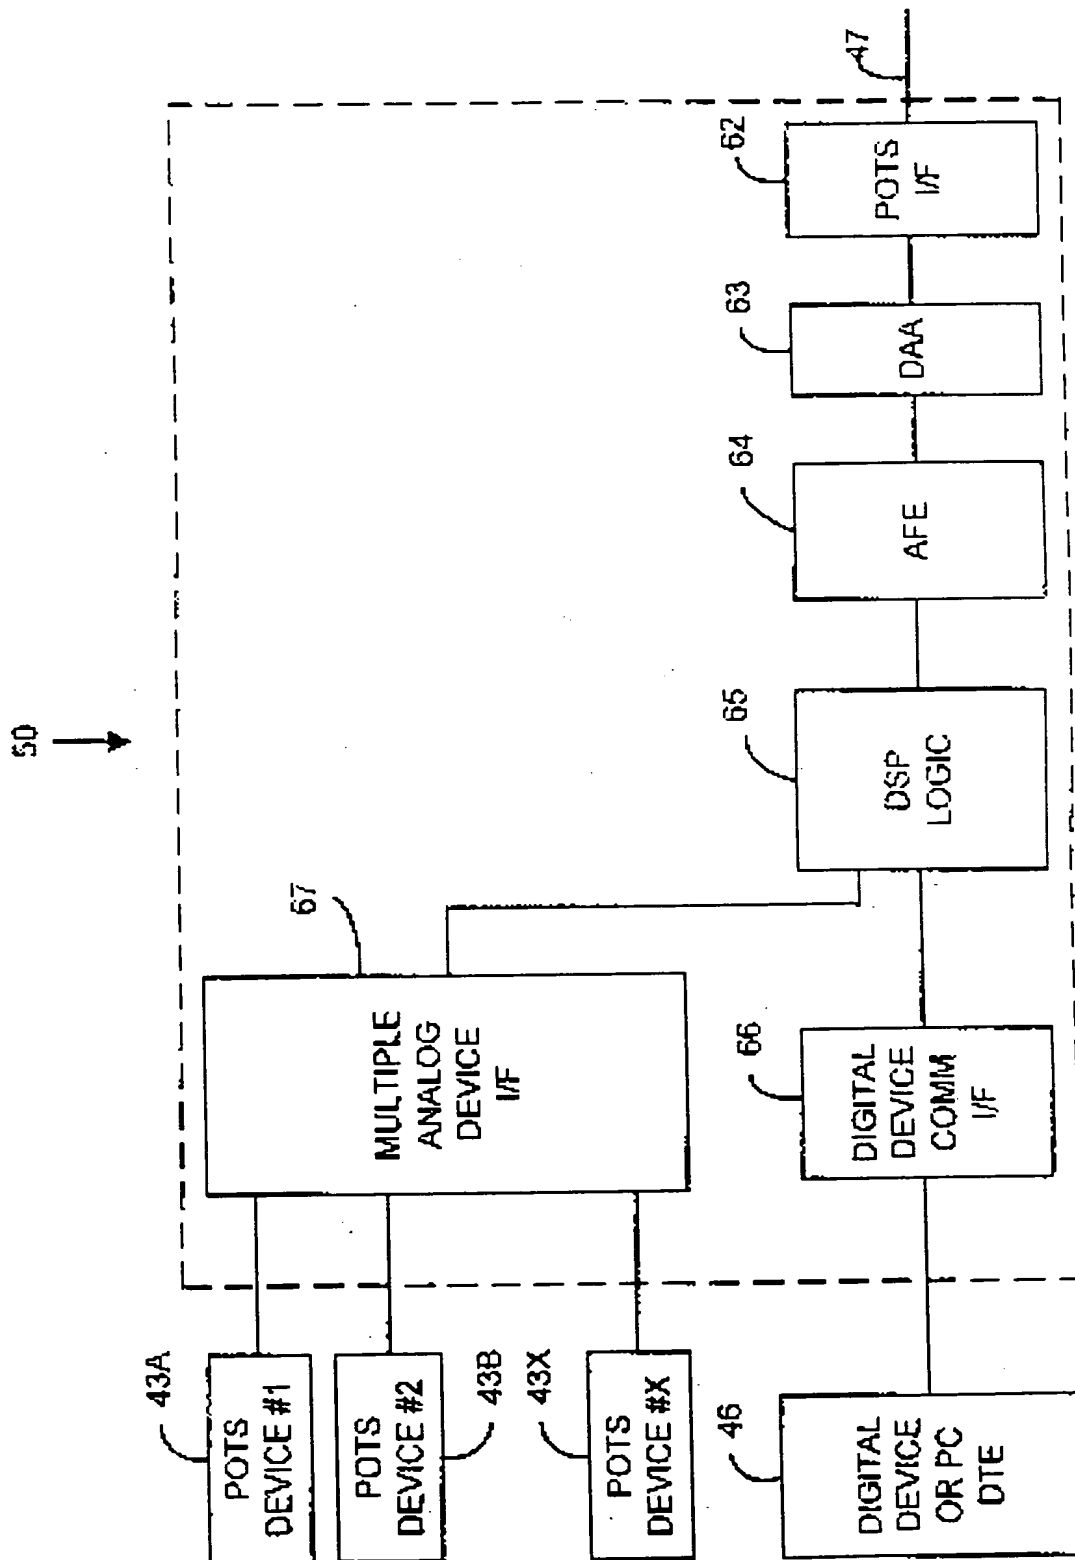 50
POTS
DEVICE #1
43A
POTS
DEVICE #2
43B
POTS
DEVICE #X
43X
MULTIPLE
ANALOG
DEVICE
I/F
67
DIGITAL
DEVICE
OR PC
DTE
46
DIGITAL
DEVICE
COMM
I/F
66
DSP
LOGIC
65
AFE
64
DAA
63
POTS
I/F
62
47